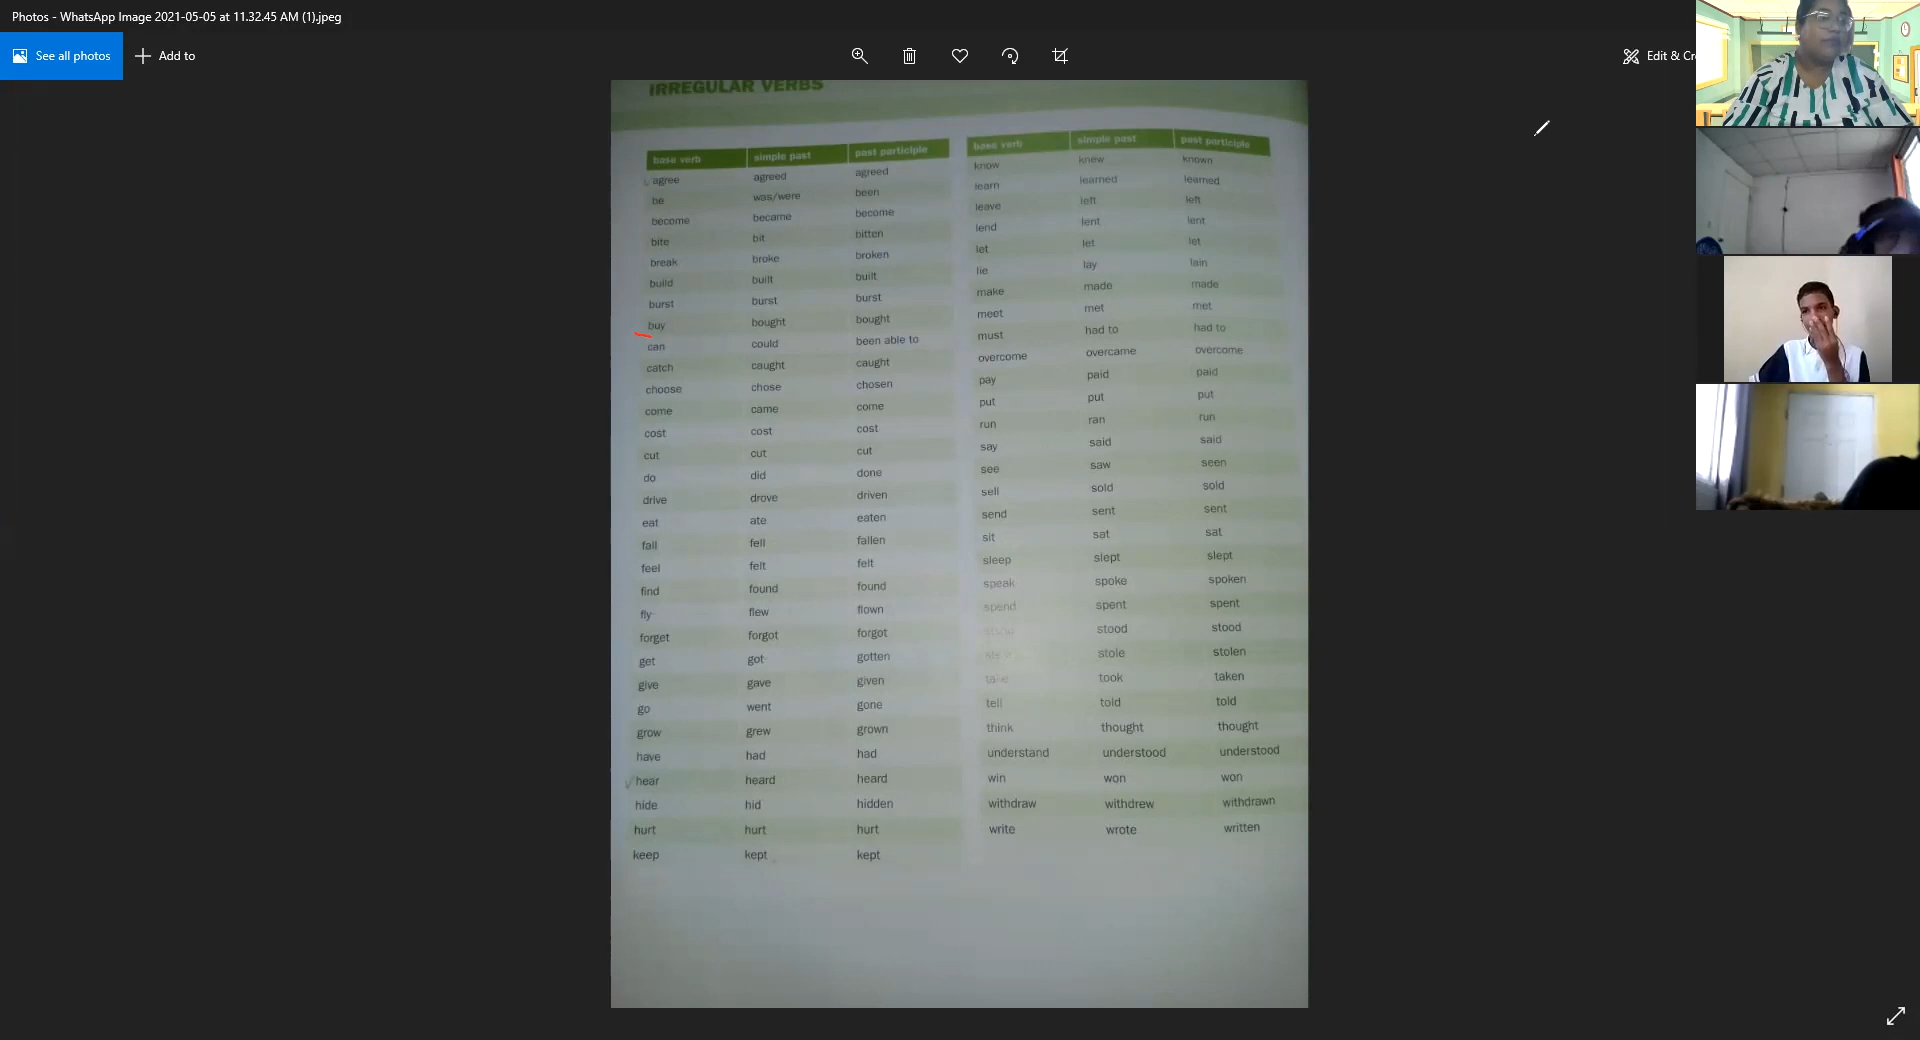 Photos - WhatsApp Image 2021-05-05 at 11.32.45 AM (1).jpeg
See all photos
Add to
IRREGULAR VERBS
base verb simple past past participle
agree agreed agreed
be was/were been
become became become
bite bit bitten
break broke broken
build built built
burst burst burst
buy bought bought
can could been able to
catch caught caught
choose chose chosen
come came come
cost cost cost
cut cut cut
do did done
drive drove driven
eat ate eaten
fall fell fallen
feel felt felt
find found found
fly flew flown
forget forgot forgot
get got gotten
give gave given
go went gone
grow grew grown
have had had
hear heard heard
hide hid hidden
hurt hurt hurt
keep kept kept
base verb simple past past participle
know knew known
learn learned learned
leave left left
lend lent lent
let let let
lie lay lain
make made made
meet met met
must had to had to
overcome overcame overcome
pay paid paid
put put put
run ran run
say said said
see saw seen
sell sold sold
send sent sent
sit sat sat
sleep slept slept
speak spoke spoken
spend spent spent
stood stood
stole stolen
take took taken
tell told told
think thought thought
understand understood understood
win won won
withdraw withdrew withdrawn
write wrote written
Edit &